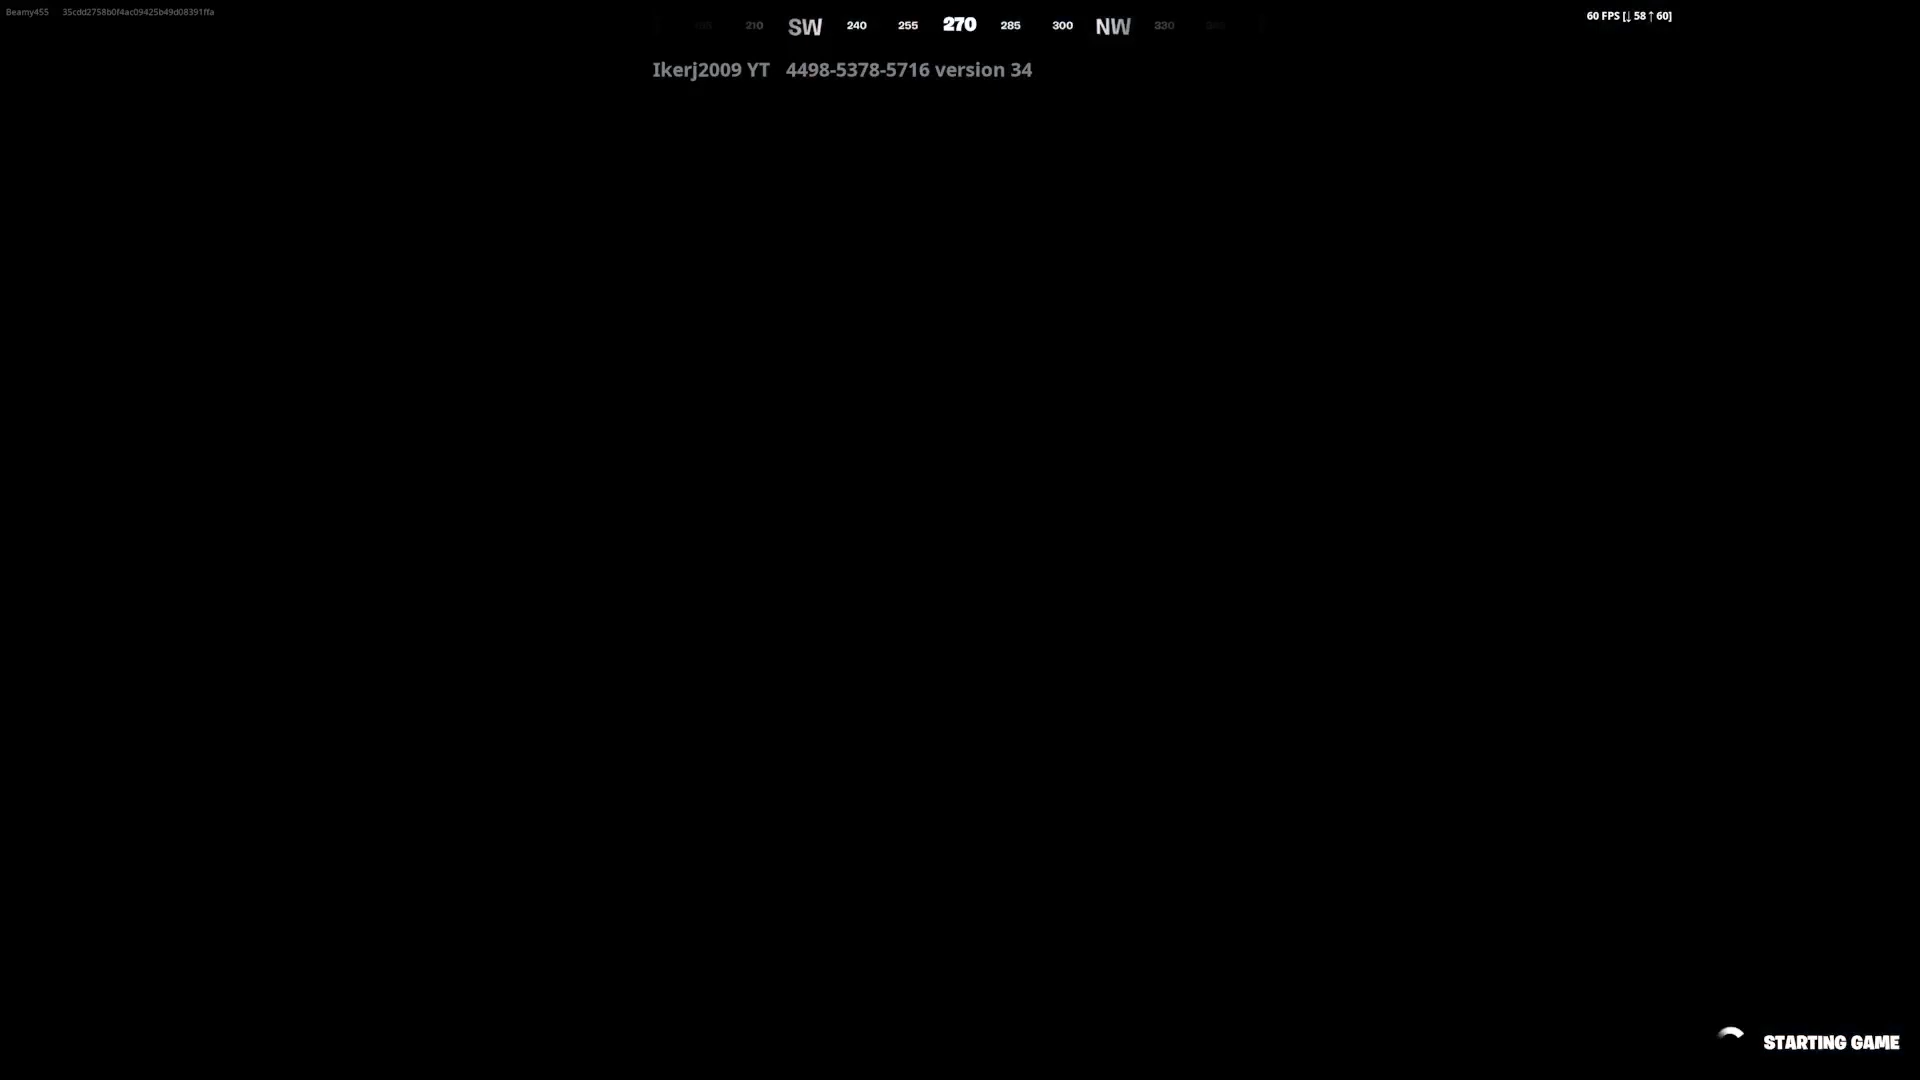 Beamy455 35cdd2758b0f4ac09425b49d08391ffa
210 SW 240 255 270 285 300 NW 330
60 FPS [↓ 58 ↑ 60]
Ikerj2009 YT 4498-5378-5716 version 34
STARTING GAME